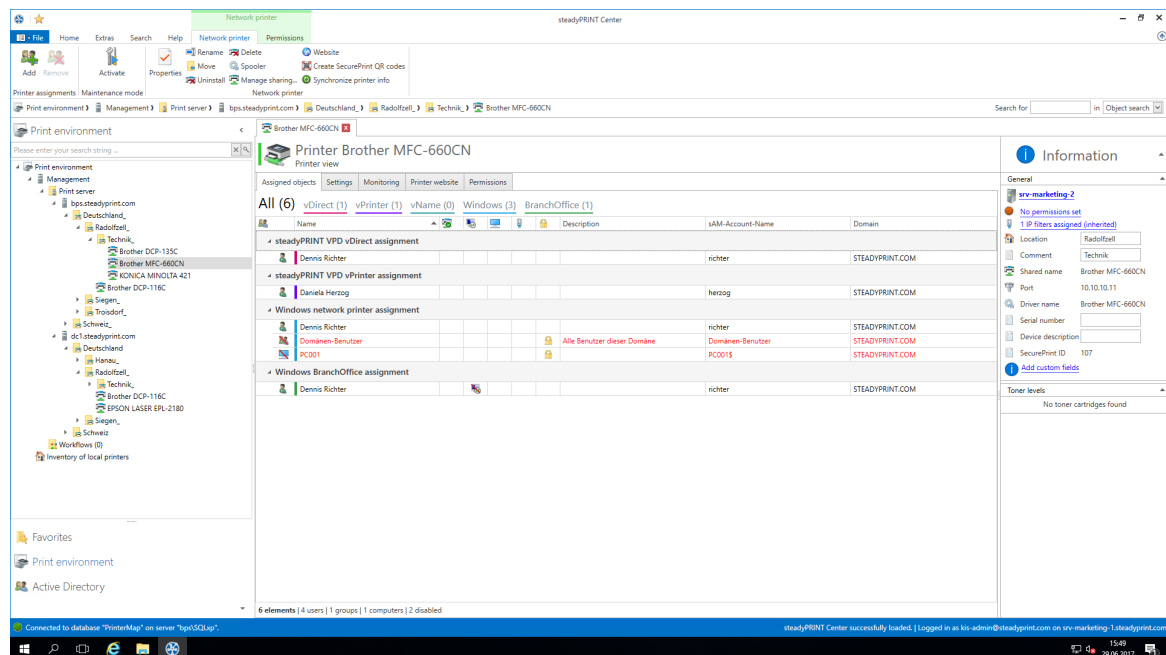 Network printer
steadyPRINT Center
File Home Extras Search Help Network printer Permissions
Add Remove
Activate
Properties
Rename Delete Website
Move Spooler Create SecurePrint QR codes
Uninstall Manage sharing... Synchronize printer info
Printer assignments Maintenance mode Network printer
Print environment Management Print server bps.steadyprint.com Deutschland_ Radolfzell_ Technik_ Brother MFC-660CN
Search for in Object search
Print environment
Please enter your search string ...
Print environment
Management
Print server
bps.steadyprint.com
Deutschland_
Radolfzell_
Technik_
Brother DCP-135C
Brother MFC-660CN
KONICA MINOLTA 421
Brother DCP-116C
Siegen_
Troisdorf_
Schweiz_
dc1.steadyprint.com
Deutschland
Hanau_
Radolfzell_
Technik_
Brother DCP-116C
EPSON LASER EPL-2180
Siegen_
Schweiz
Workflows (0)
Inventory of local printers
Favorites
Print environment
Active Directory
Brother MFC-660CN
Printer Brother MFC-660CN
Printer view
Assigned objects Settings Monitoring Printer website Permissions
All (6) vDirect (1) vPrinter (1) vName (0) Windows (3) BranchOffice (1)
Name Description sAM-Account-Name Domain
steadyPRINT VPD vDirect assignment
Dennis Richter richter STEADYPRINT.COM
steadyPRINT VPD vPrinter assignment
Daniela Herzog herzog STEADYPRINT.COM
Windows network printer assignment
Dennis Richter richter STEADYPRINT.COM
Domänen-Benutzer Alle Benutzer dieser Domäne Domänen-Benutzer STEADYPRINT.COM
PC001 PC001$ STEADYPRINT.COM
Windows BranchOffice assignment
Dennis Richter richter STEADYPRINT.COM
6 elements | 4 users | 1 groups | 1 computers | 2 disabled
Information
General
srv-marketing-2
No permissions set
1 IP filters assigned (inherited)
Location Radolfzell
Comment Technik
Shared name Brother MFC-660CN
Port 10.10.10.11
Driver name Brother MFC-660CN
Serial number
Device description
SecurePrint ID 107
Add custom fields
Toner levels
No toner cartridges found
Connected to database "PrinterMap" on server "bps\SQLxp".
steadyPRINT Center successfully loaded. | Logged in as kis-admin@steadyprint.com on srv-marketing-1.steadyprint.com
15:49
29.06.2017